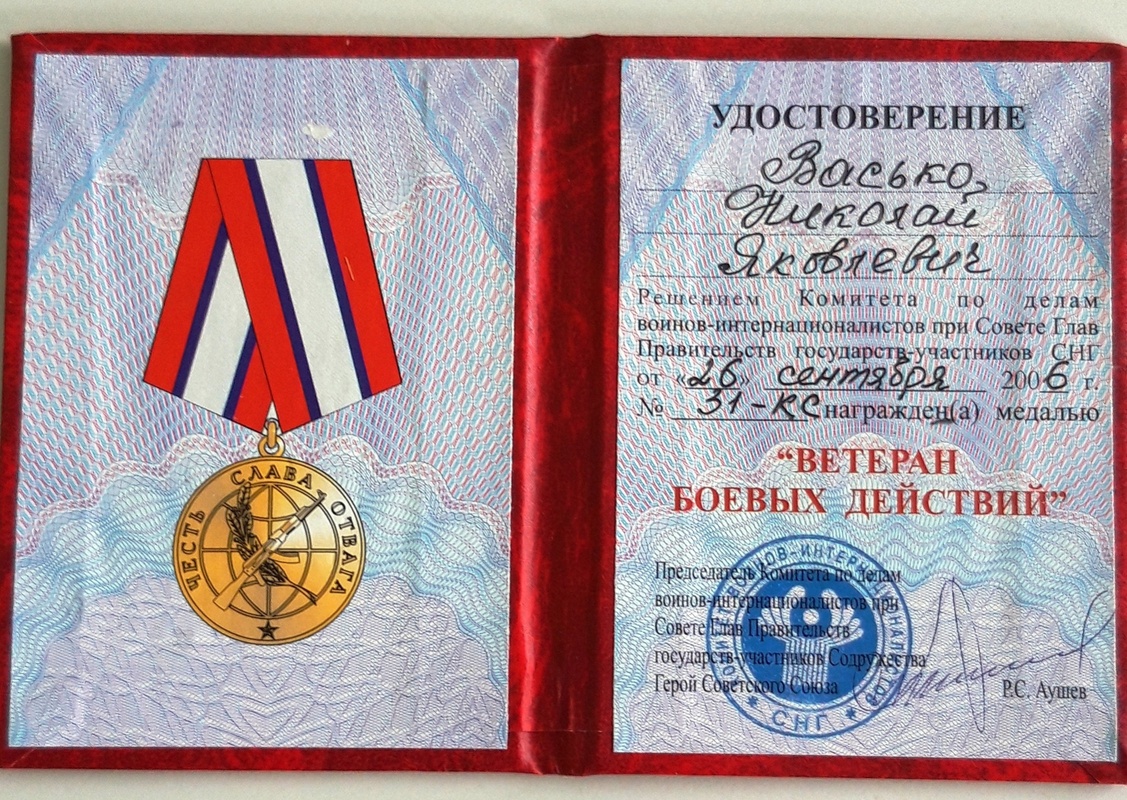 ЧЕСТЬ СЛАВА ОТВАГА
УДОСТОВЕРЕНИЕ
Васько,
Николай
Яковлевич
Решением Комитета по делам
воинов-интернационалистов при Совете Глав
Правительств государств-участников СНГ
от «26» сентября 2006 г.
№ 31-КС награжден(а) медалью
“ВЕТЕРАН
БОЕВЫХ ДЕЙСТВИЙ”
Председатель Комитета по делам
воинов-интернационалистов при
Совете Глав Правительств
государств-участников Содружества
Герой Советского Союза
Р.С. Аушев
СНГ